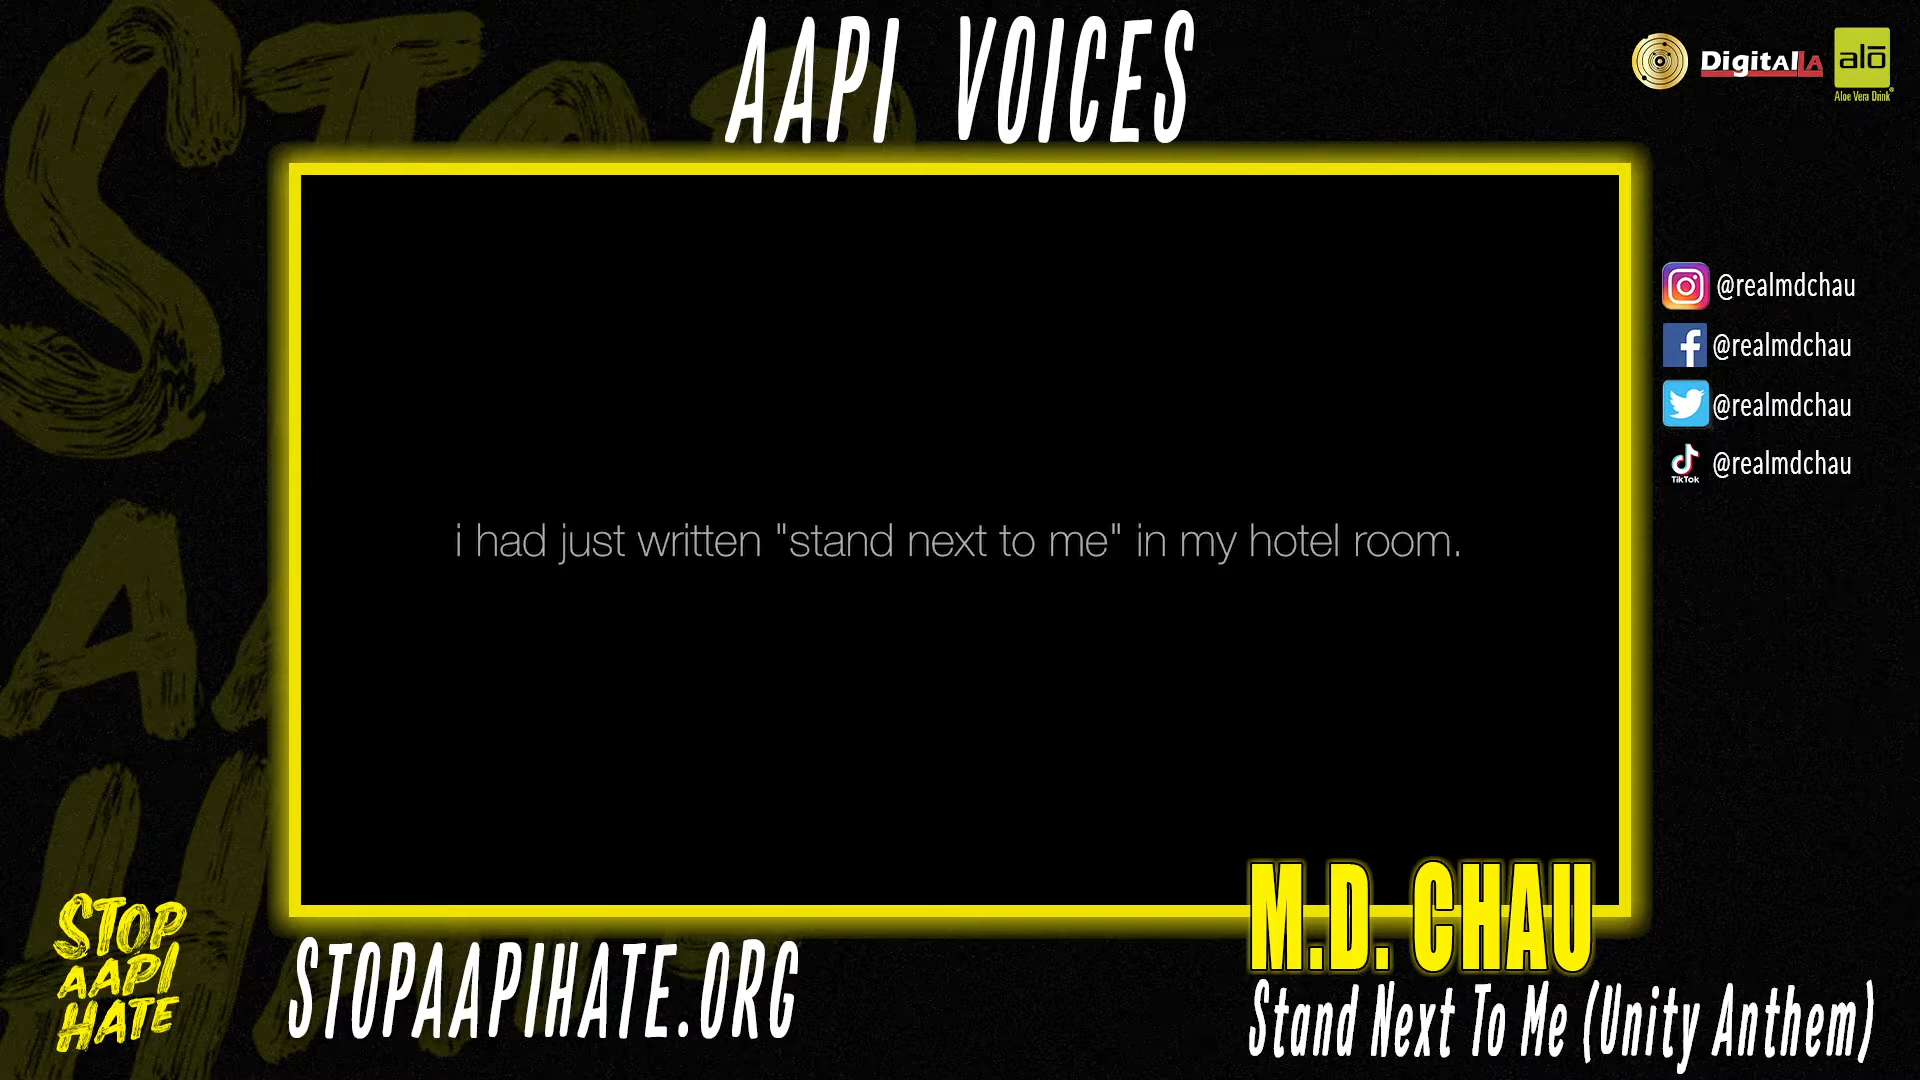 AAPI VOICES
DigitalLA
alō
Aloe Vera Drink®
@realmdchau
@realmdchau
@realmdchau
TikTok
@realmdchau
i had just written "stand next to me" in my hotel room.
M.D. CHAU
Stand Next To Me (Unity Anthem)
STOP
AAPI
HATE
STOPAAPIHATE.ORG